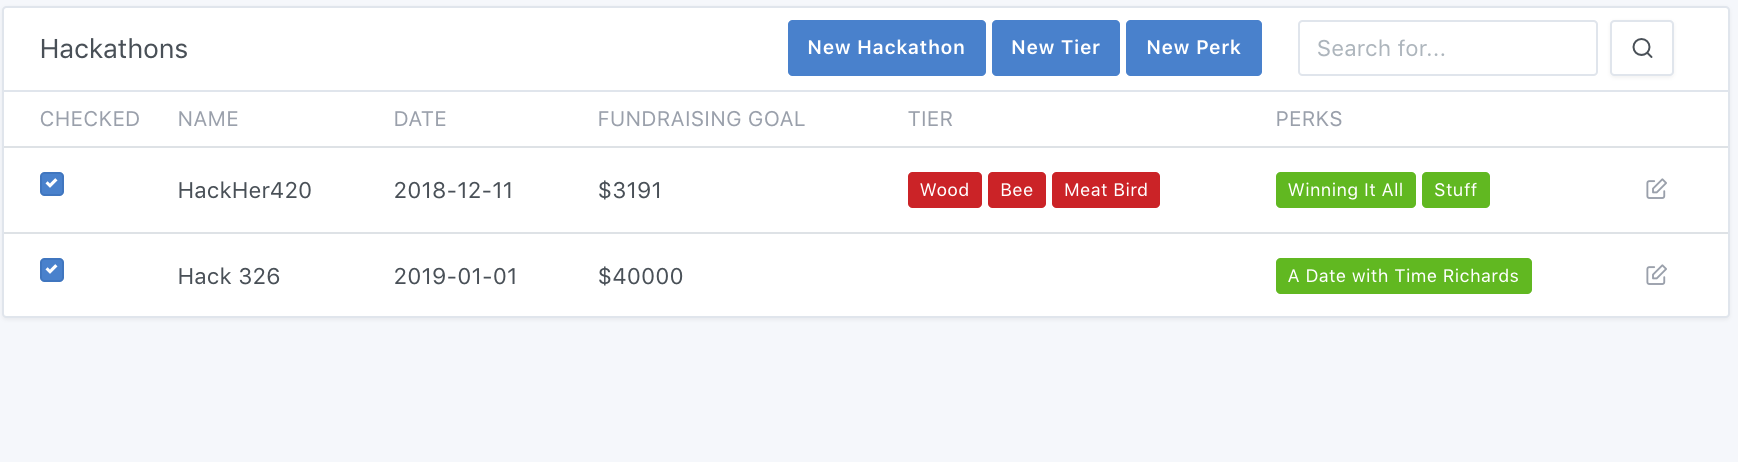 Hackathons New Hackathon New Tier New Perk Search for...
CHECKED NAME DATE FUNDRAISING GOAL TIER PERKS
HackHer420 2018-12-11 $3191 Wood Bee Meat Bird Winning It All Stuff
Hack 326 2019-01-01 $40000 A Date with Time Richards